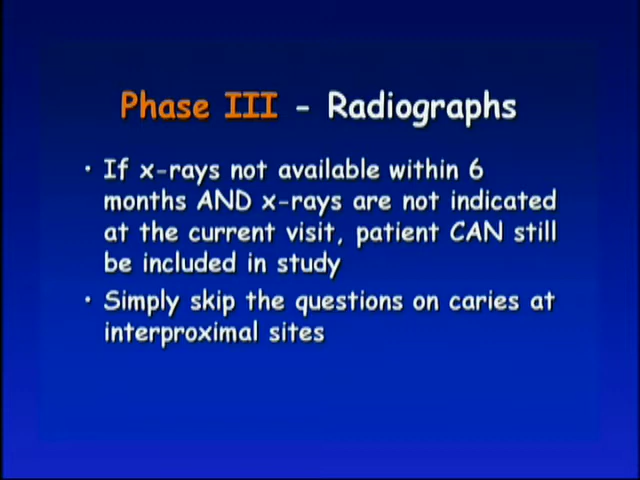 Phase III - Radiographs
• If x-rays not available within 6
months AND x-rays are not indicated
at the current visit, patient CAN still
be included in study
• Simply skip the questions on caries at
interproximal sites